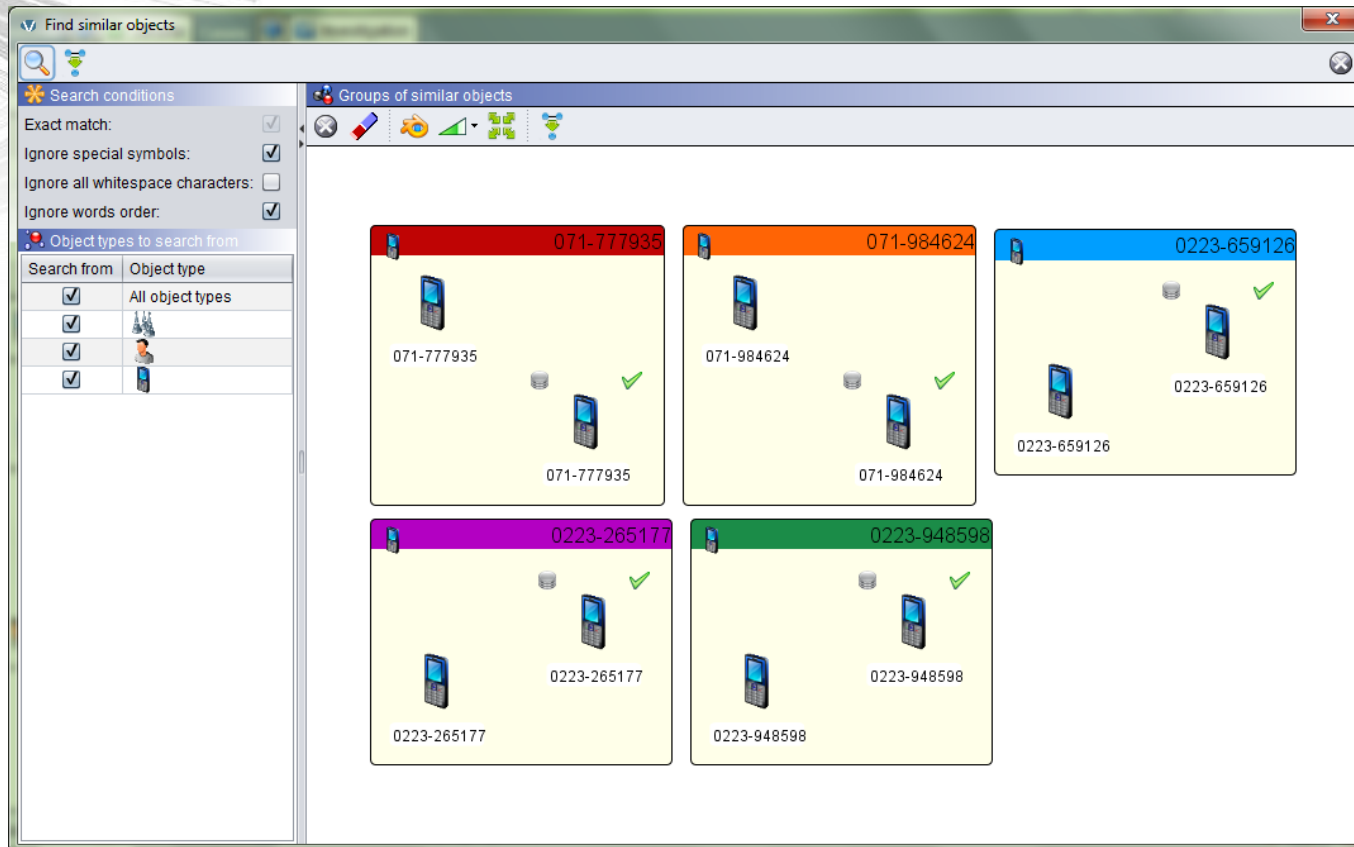 Find similar objects
Search conditions
Exact match:
Ignore special symbols:
Ignore all whitespace characters:
Ignore words order:
Object types to search from
Search from Object type
All object types
Groups of similar objects
071-777935
071-777935
071-777935
071-984624
071-984624
071-984624
0223-659126
0223-659126
0223-659126
0223-265177
0223-265177
0223-265177
0223-948598
0223-948598
0223-948598